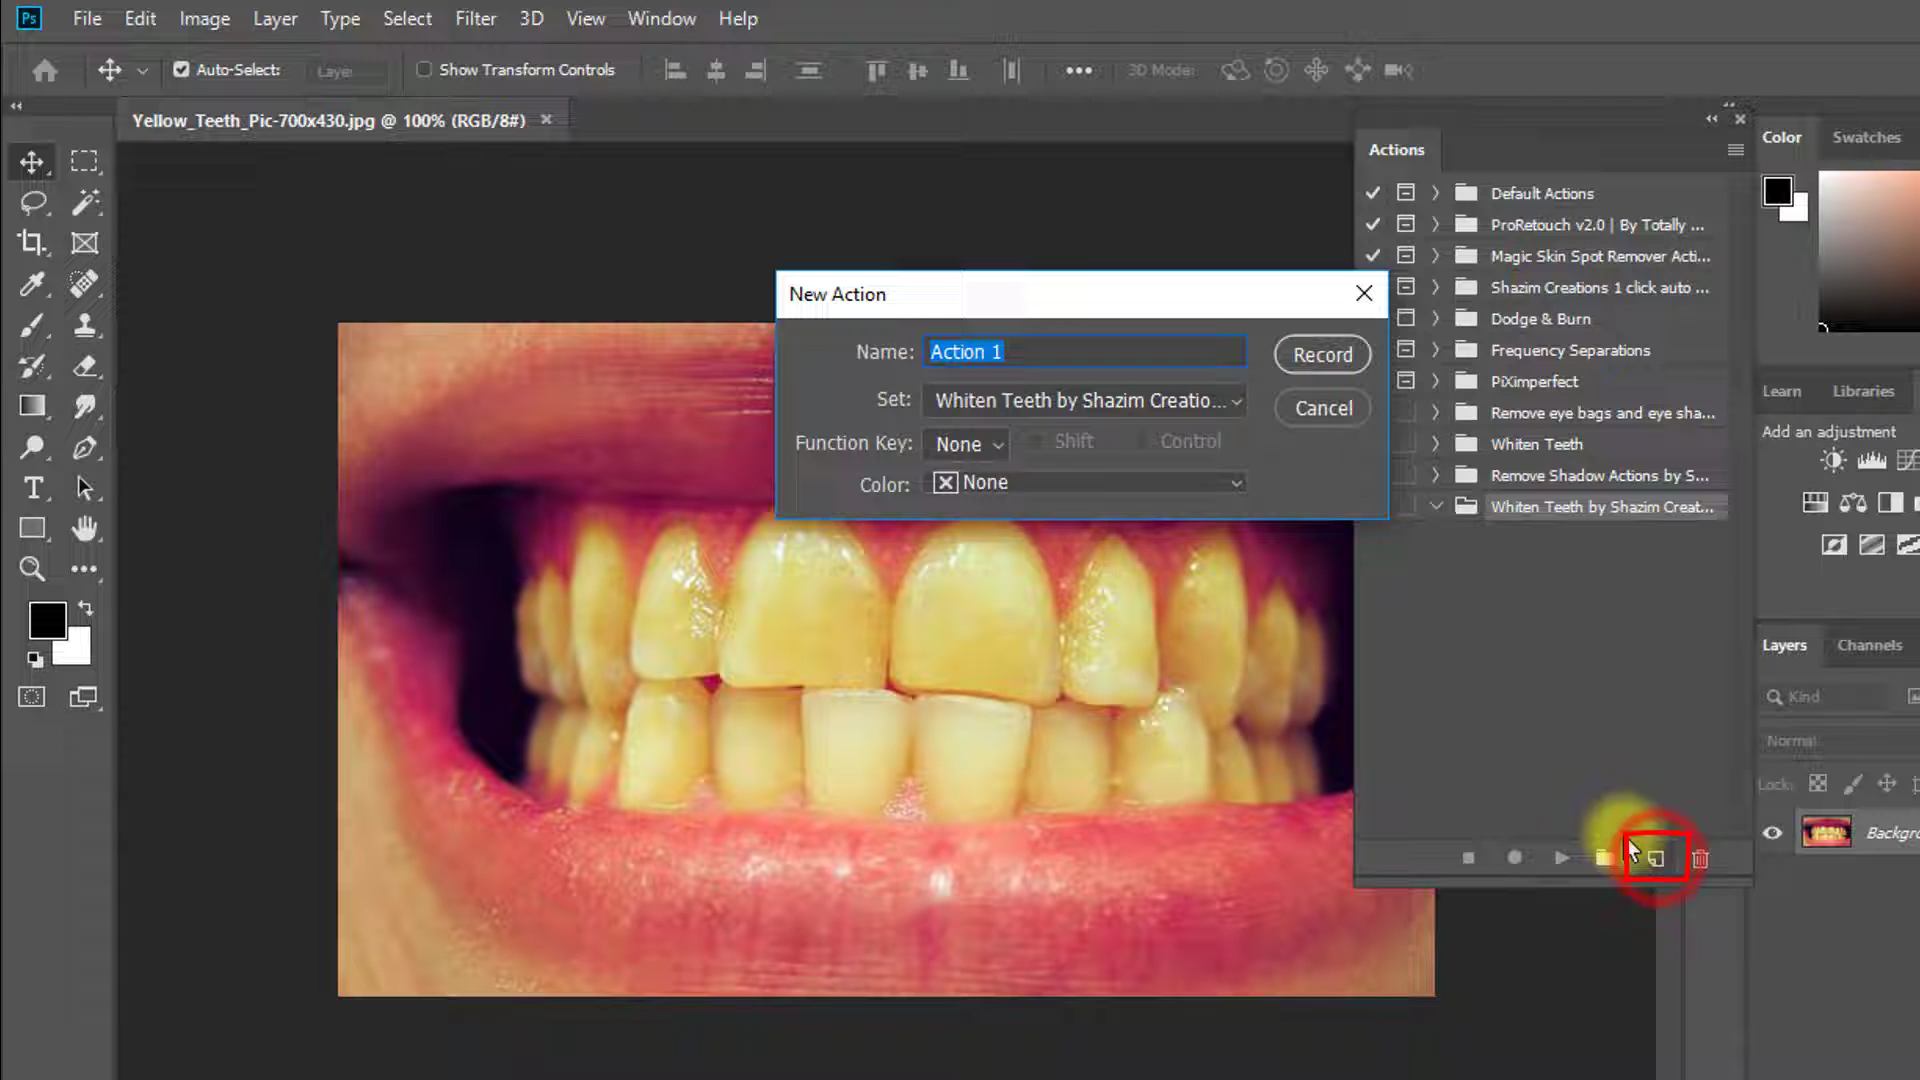 Ps File Edit Image Layer Type Select Filter 3D View Window Help
Auto-Select: Layer Show Transform Controls 3D Mode:
Yellow_Teeth_Pic-700x430.jpg @ 100% (RGB/8#)
Actions
Color Swatches
Default Actions
ProRetouch v2.0 | By Totally ...
Magic Skin Spot Remover Acti...
Shazim Creations 1 click auto ...
Dodge & Burn
Frequency Separations
PiXimperfect
Remove eye bags and eye sha...
Whiten Teeth
Remove Shadow Actions by S...
Whiten Teeth by Shazim Creat...
New Action
Name: Action 1 Record
Set: Whiten Teeth by Shazim Creatio... Cancel
Function Key: None Shift Control
Color: None
Learn Libraries
Add an adjustment
Layers Channels
Kind
Normal
Lock:
Backgro